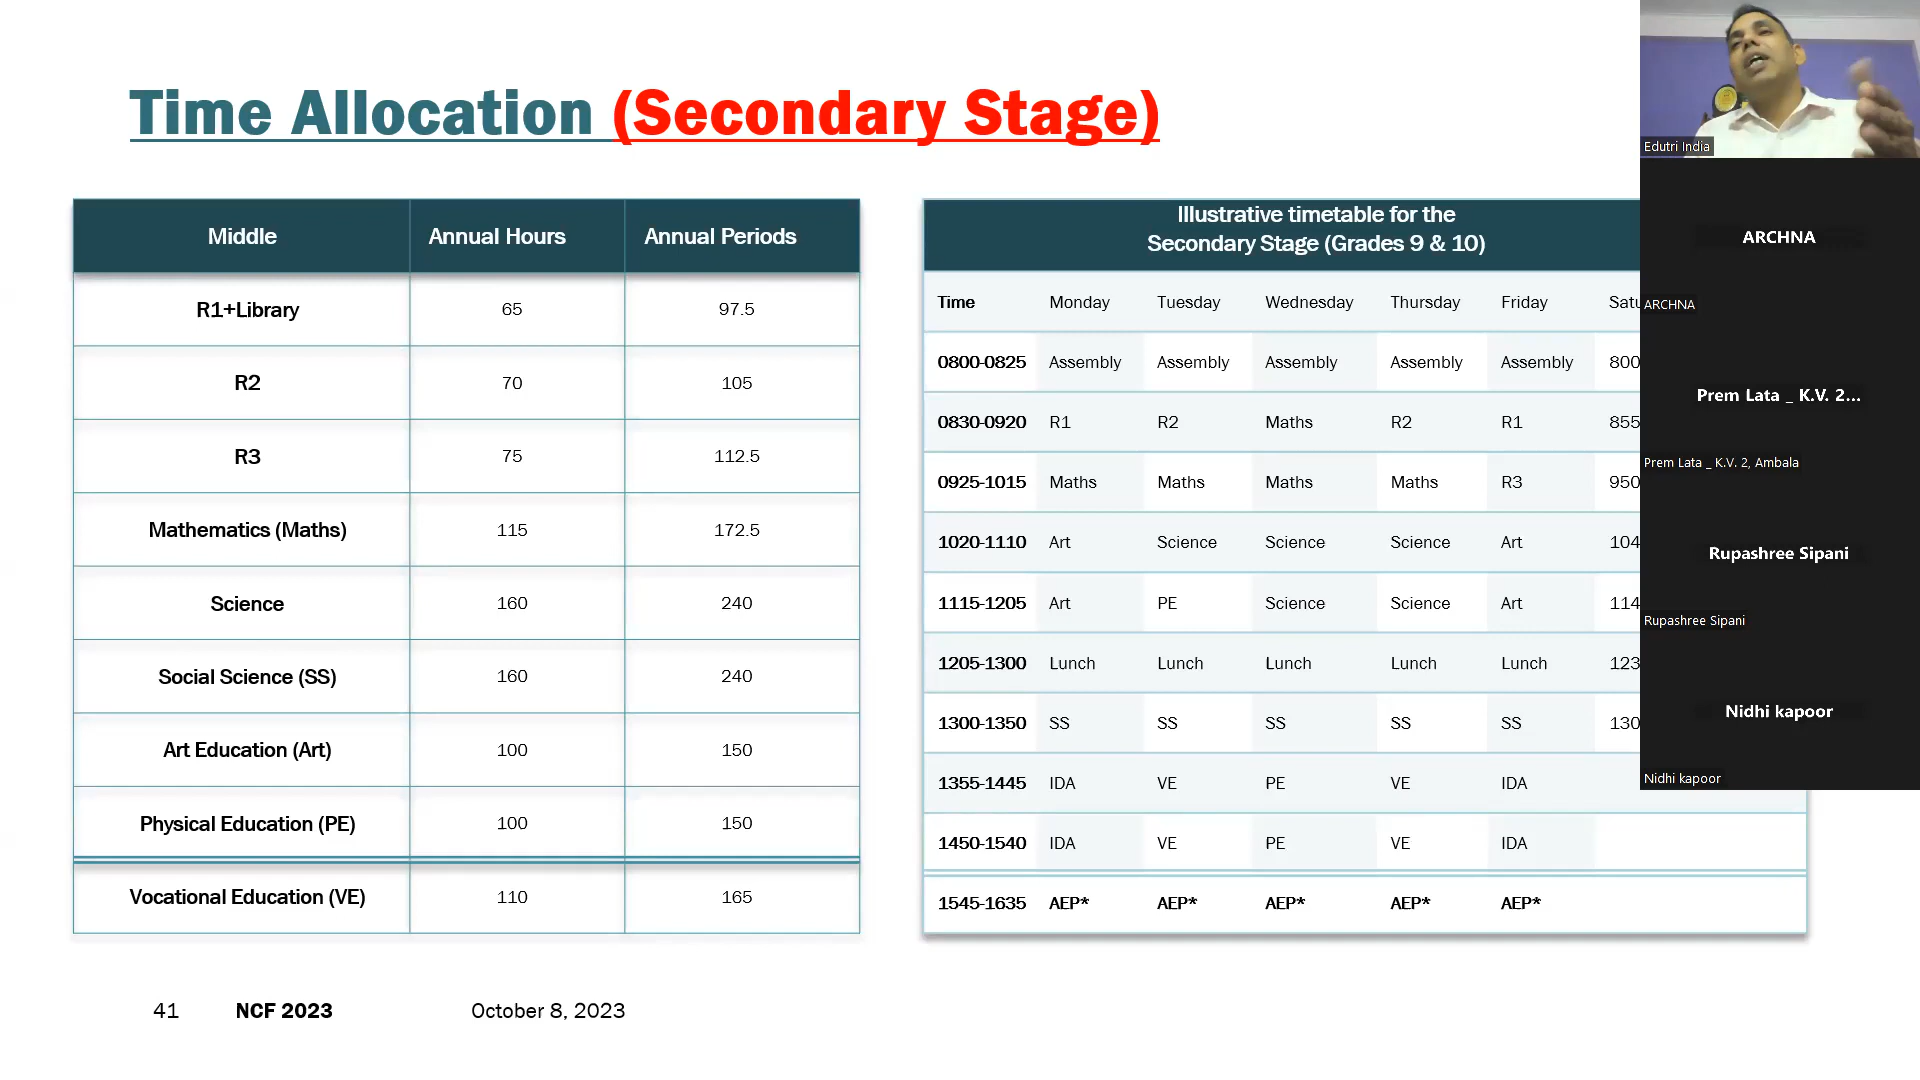 Time Allocation (Secondary Stage)
Middle Annual Hours Annual Periods
R1+Library 65 97.5
R2 70 105
R3 75 112.5
Mathematics (Maths) 115 172.5
Science 160 240
Social Science (SS) 160 240
Art Education (Art) 100 150
Physical Education (PE) 100 150
Vocational Education (VE) 110 165
Illustrative timetable for the
Secondary Stage (Grades 9 & 10)
Time Monday Tuesday Wednesday Thursday Friday
0800-0825 Assembly Assembly Assembly Assembly Assembly 800
0830-0920 R1 R2 Maths R2 R1 855
0925-1015 Maths Maths Maths Maths R3 950
1020-1110 Art Science Science Science Art 104
1115-1205 Art PE Science Science Art 114
1205-1300 Lunch Lunch Lunch Lunch Lunch 123
1300-1350 SS SS SS SS SS 130
1355-1445 IDA VE PE VE IDA
1450-1540 IDA VE PE VE IDA
1545-1635 AEP* AEP* AEP* AEP* AEP*
41 NCF 2023 October 8, 2023
Edutri India
ARCHNA
ARCHNA
Prem Lata _ K.V. 2...
Prem Lata _ K.V. 2, Ambala
Rupashree Sipani
Rupashree Sipani
Nidhi kapoor
Nidhi kapoor